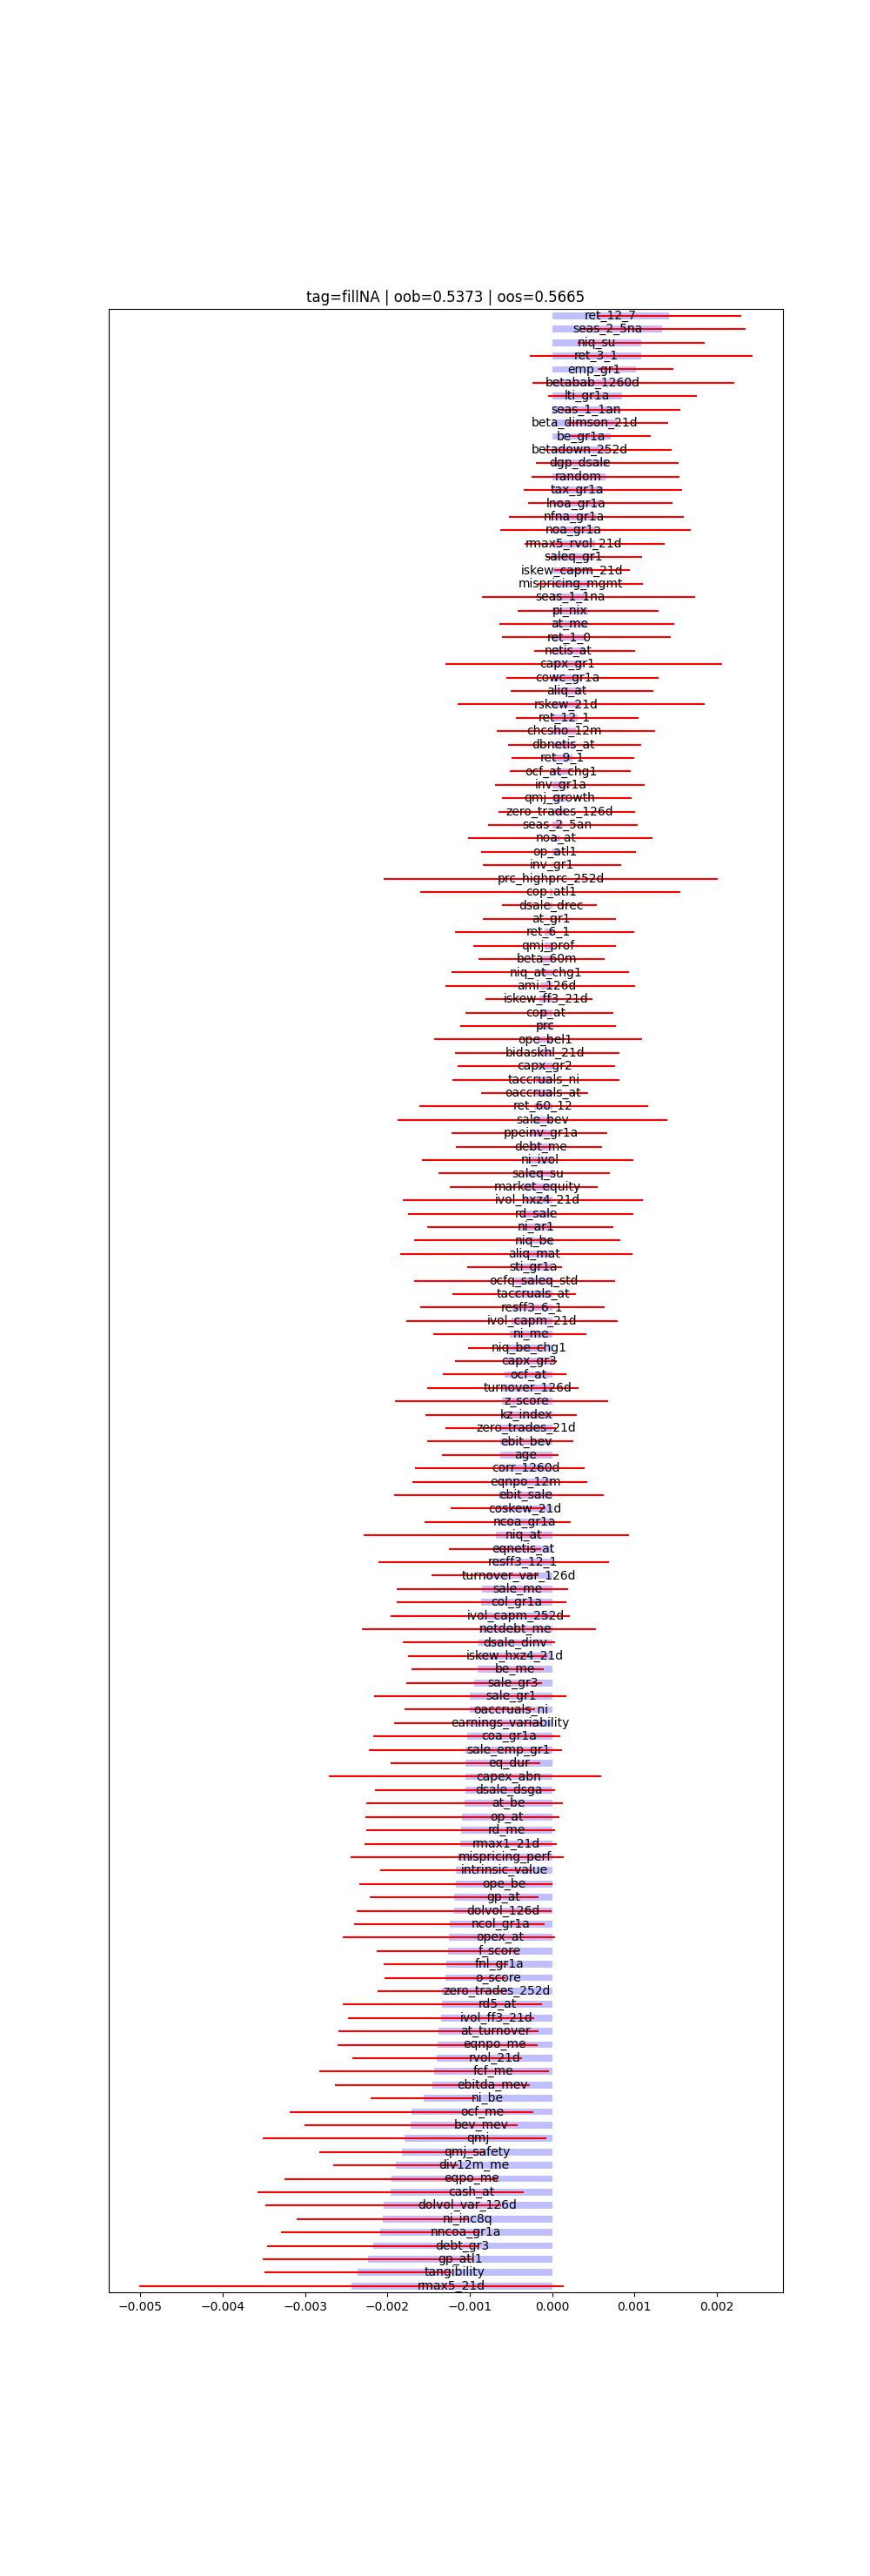 tag=fillNA | oob=0.5373 | oos=0.5665
ret_12_7
seas_2_5na
niq_su
ret_3_1
emp_gr1
betabab_1260d
lti_gr1a
seas_1_1an
beta_dimson_21d
be_gr1a
betadown_252d
dgp_dsale
random
tax_gr1a
lnoa_gr1a
nfna_gr1a
noa_gr1a
rmax5_rvol_21d
saleq_gr1
iskew_capm_21d
mispricing_mgmt
seas_1_1na
pi_nix
at_me
ret_1_0
netis_at
capx_gr1
cowc_gr1a
aliq_at
rskew_21d
ret_12_1
chcsho_12m
dbnetis_at
ret_9_1
ocf_at_chg1
inv_gr1a
qmj_growth
zero_trades_126d
seas_2_5an
noa_at
op_atl1
inv_gr1
prc_highprc_252d
cop_atl1
dsale_drec
at_gr1
ret_6_1
qmj_prof
beta_60m
niq_at_chg1
ami_126d
iskew_ff3_21d
cop_at
prc
ope_bel1
bidaskhl_21d
capx_gr2
taccruals_ni
oaccruals_at
ret_60_12
sale_bev
ppeinv_gr1a
debt_me
ni_ivol
saleq_su
market_equity
ivol_hxz4_21d
rd_sale
ni_ar1
niq_be
aliq_mat
sti_gr1a
ocfq_saleq_std
taccruals_at
resff3_6_1
ivol_capm_21d
ni_me
niq_be_chg1
capx_gr3
ocf_at
turnover_126d
z_score
kz_index
zero_trades_21d
ebit_bev
age
corr_1260d
eqnpo_12m
ebit_sale
coskew_21d
ncoa_gr1a
niq_at
eqnetis_at
resff3_12_1
turnover_var_126d
sale_me
col_gr1a
ivol_capm_252d
netdebt_me
dsale_dinv
iskew_hxz4_21d
be_me
sale_gr3
sale_gr1
oaccruals_ni
earnings_variability
coa_gr1a
sale_emp_gr1
eq_dur
capex_abn
dsale_dsga
at_be
op_at
rd_me
rmax1_21d
mispricing_perf
intrinsic_value
ope_be
gp_at
dolvol_126d
ncol_gr1a
opex_at
f_score
fnl_gr1a
o_score
zero_trades_252d
rd5_at
ivol_ff3_21d
at_turnover
eqnpo_me
rvol_21d
fcf_me
ebitda_mev
ni_be
ocf_me
bev_mev
qmj
qmj_safety
div12m_me
eqpo_me
cash_at
dolvol_var_126d
ni_inc8q
nncoa_gr1a
debt_gr3
gp_atl1
tangibility
rmax5_21d
−0.005 −0.004 −0.003 −0.002 −0.001 0.000 0.001 0.002